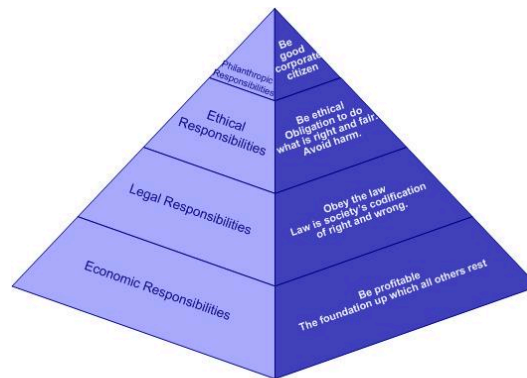 Philanthropic
Responsibilities
Be
good
corporate
citizen
Ethical
Responsibilities
Be ethical
Obligation to do
what is right and fair.
Avoid harm.
Legal Responsibilities
Obey the law
Law is society's codification
of right and wrong.
Economic Responsibilities
Be profitable
The foundation up which all others rest